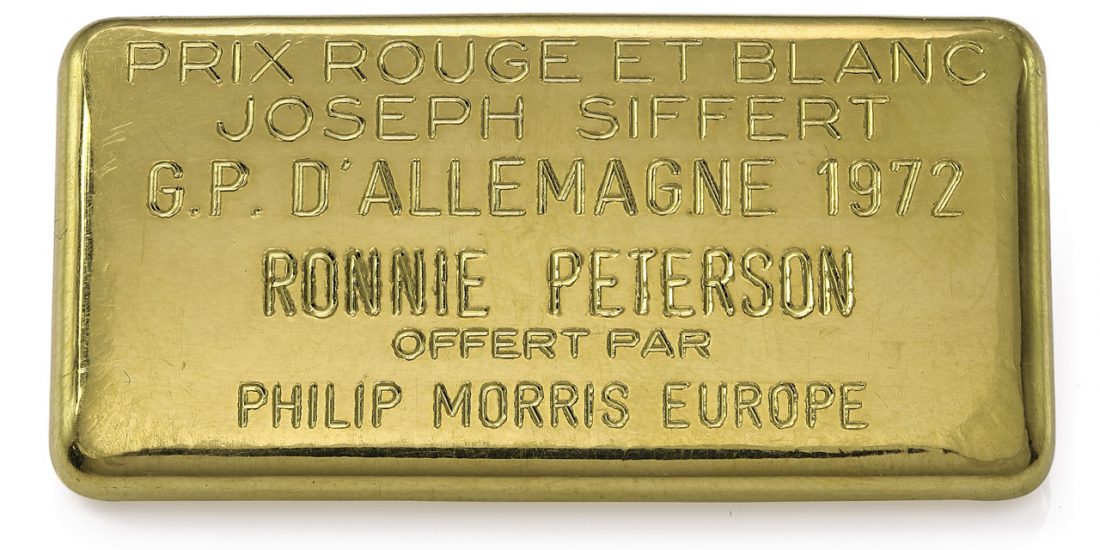 PRIX ROUGE ET BLANC
JOSEPH SIFFERT
G.P. D'ALLEMAGNE 1972
RONNIE PETERSON
OFFERT PAR
PHILIP MORRIS EUROPE